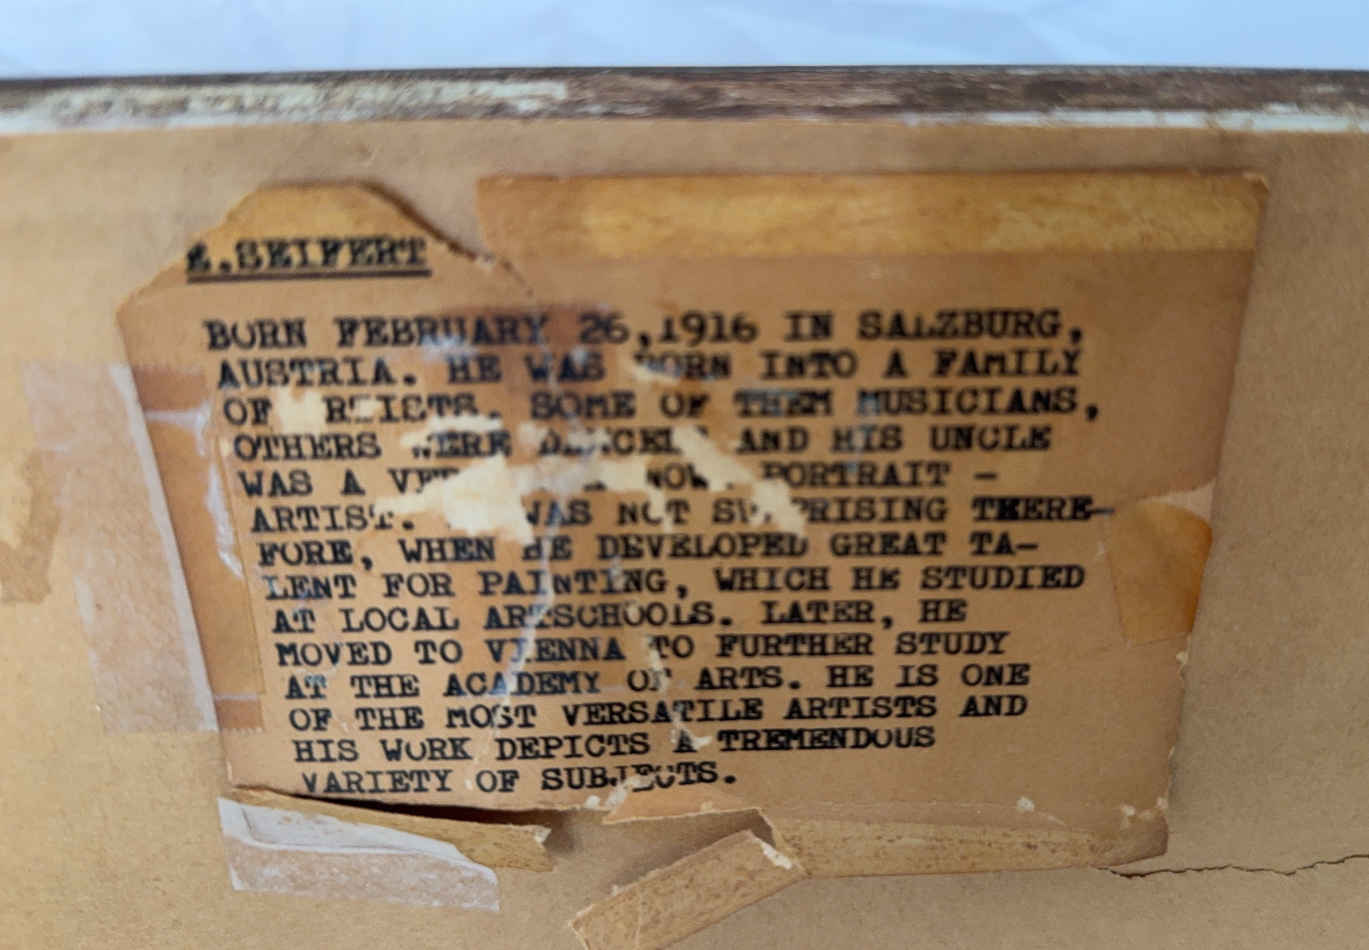 E.SEIFERT
BORN FEBRUARY 26,1916 IN SALZBURG,
AUSTRIA. HE WAS BORN INTO A FAMILY
OF SOME OF THEM MUSICIANS,
OTHERS WERE AND HIS UNCLE
WAS A PORTRAIT -
ARTIST. WAS NOT SURPRISING THERE-
FORE, WHEN HE DEVELOPED GREAT TA-
LENT FOR PAINTING, WHICH HE STUDIED
AT LOCAL ARTSCHOOLS. LATER, HE
MOVED TO VIENNA TO FURTHER STUDY
AT THE ACADEMY OF ARTS. HE IS ONE
OF THE MOST VERSATILE ARTISTS AND
HIS WORK DEPICTS A TREMENDOUS
VARIETY OF SUBJECTS.